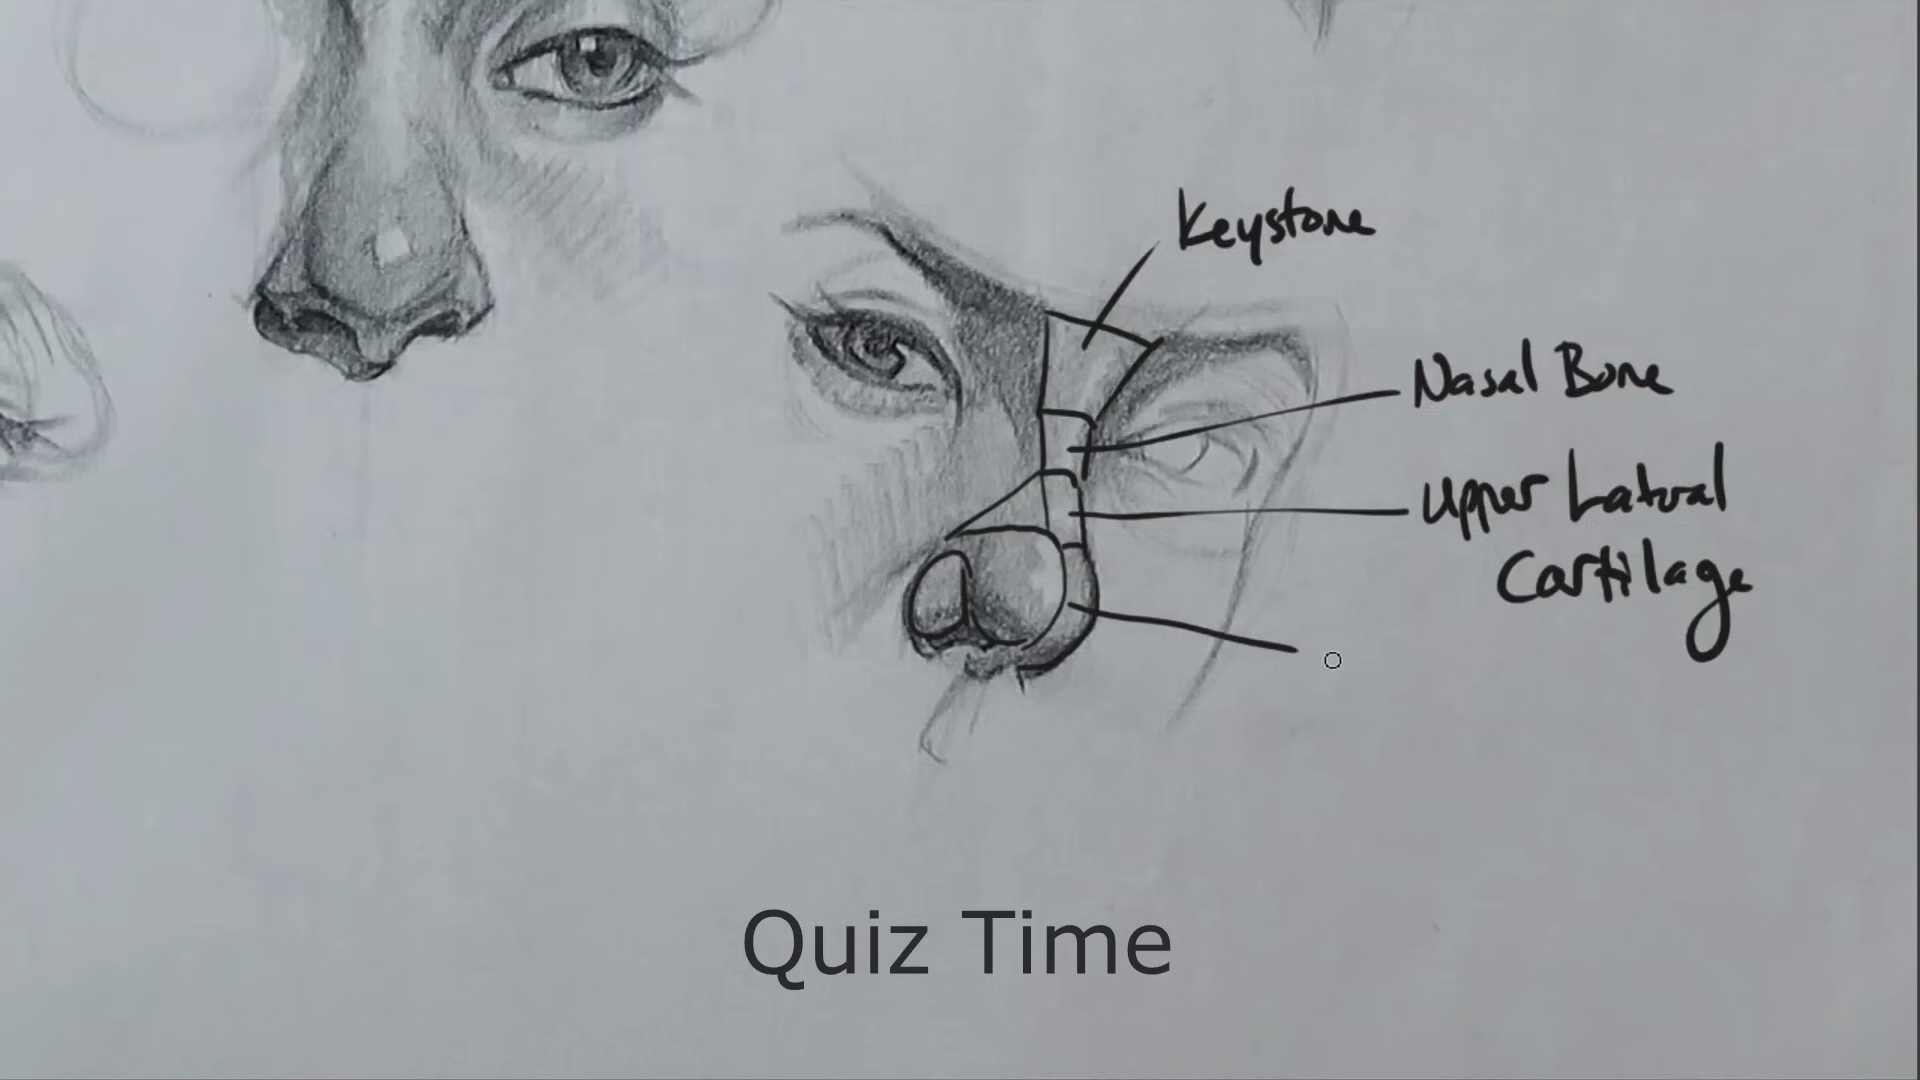 Keystone
Nasal Bone
Upper Lateral
Cartilage
Quiz Time